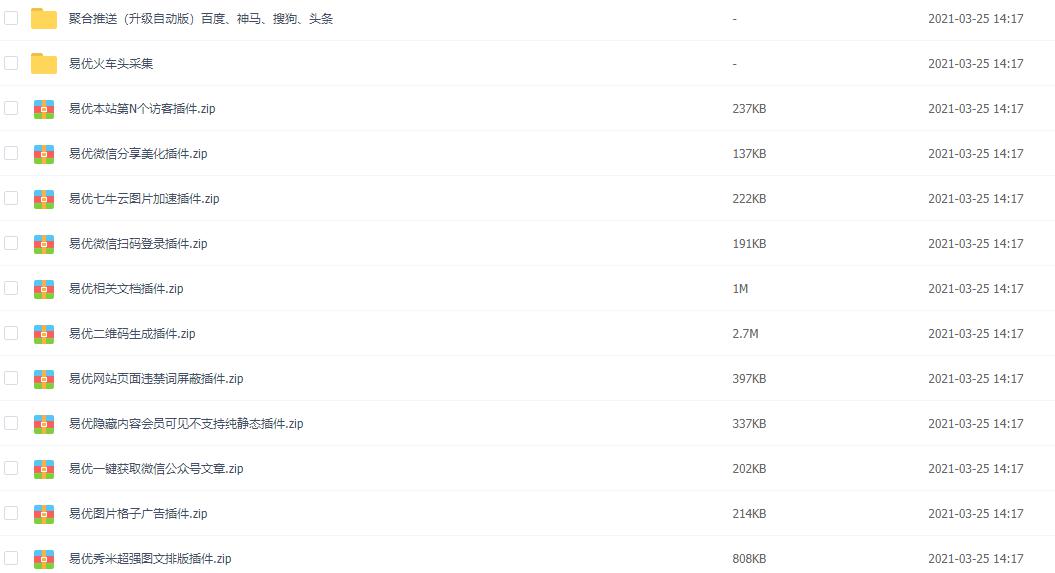 聚合推送（升级自动版）百度、神马、搜狗、头条 - 2021-03-25 14:17
易优火车头采集 - 2021-03-25 14:17
易优本站第N个访客插件.zip 237KB 2021-03-25 14:17
易优微信分享美化插件.zip 137KB 2021-03-25 14:17
易优七牛云图片加速插件.zip 222KB 2021-03-25 14:17
易优微信扫码登录插件.zip 191KB 2021-03-25 14:17
易优相关文档插件.zip 1M 2021-03-25 14:17
易优二维码生成插件.zip 2.7M 2021-03-25 14:17
易优网站页面违禁词屏蔽插件.zip 397KB 2021-03-25 14:17
易优隐藏内容会员可见不支持纯静态插件.zip 337KB 2021-03-25 14:17
易优一键获取微信公众号文章.zip 202KB 2021-03-25 14:17
易优图片格子广告插件.zip 214KB 2021-03-25 14:17
易优秀米超强图文排版插件.zip 808KB 2021-03-25 14:17